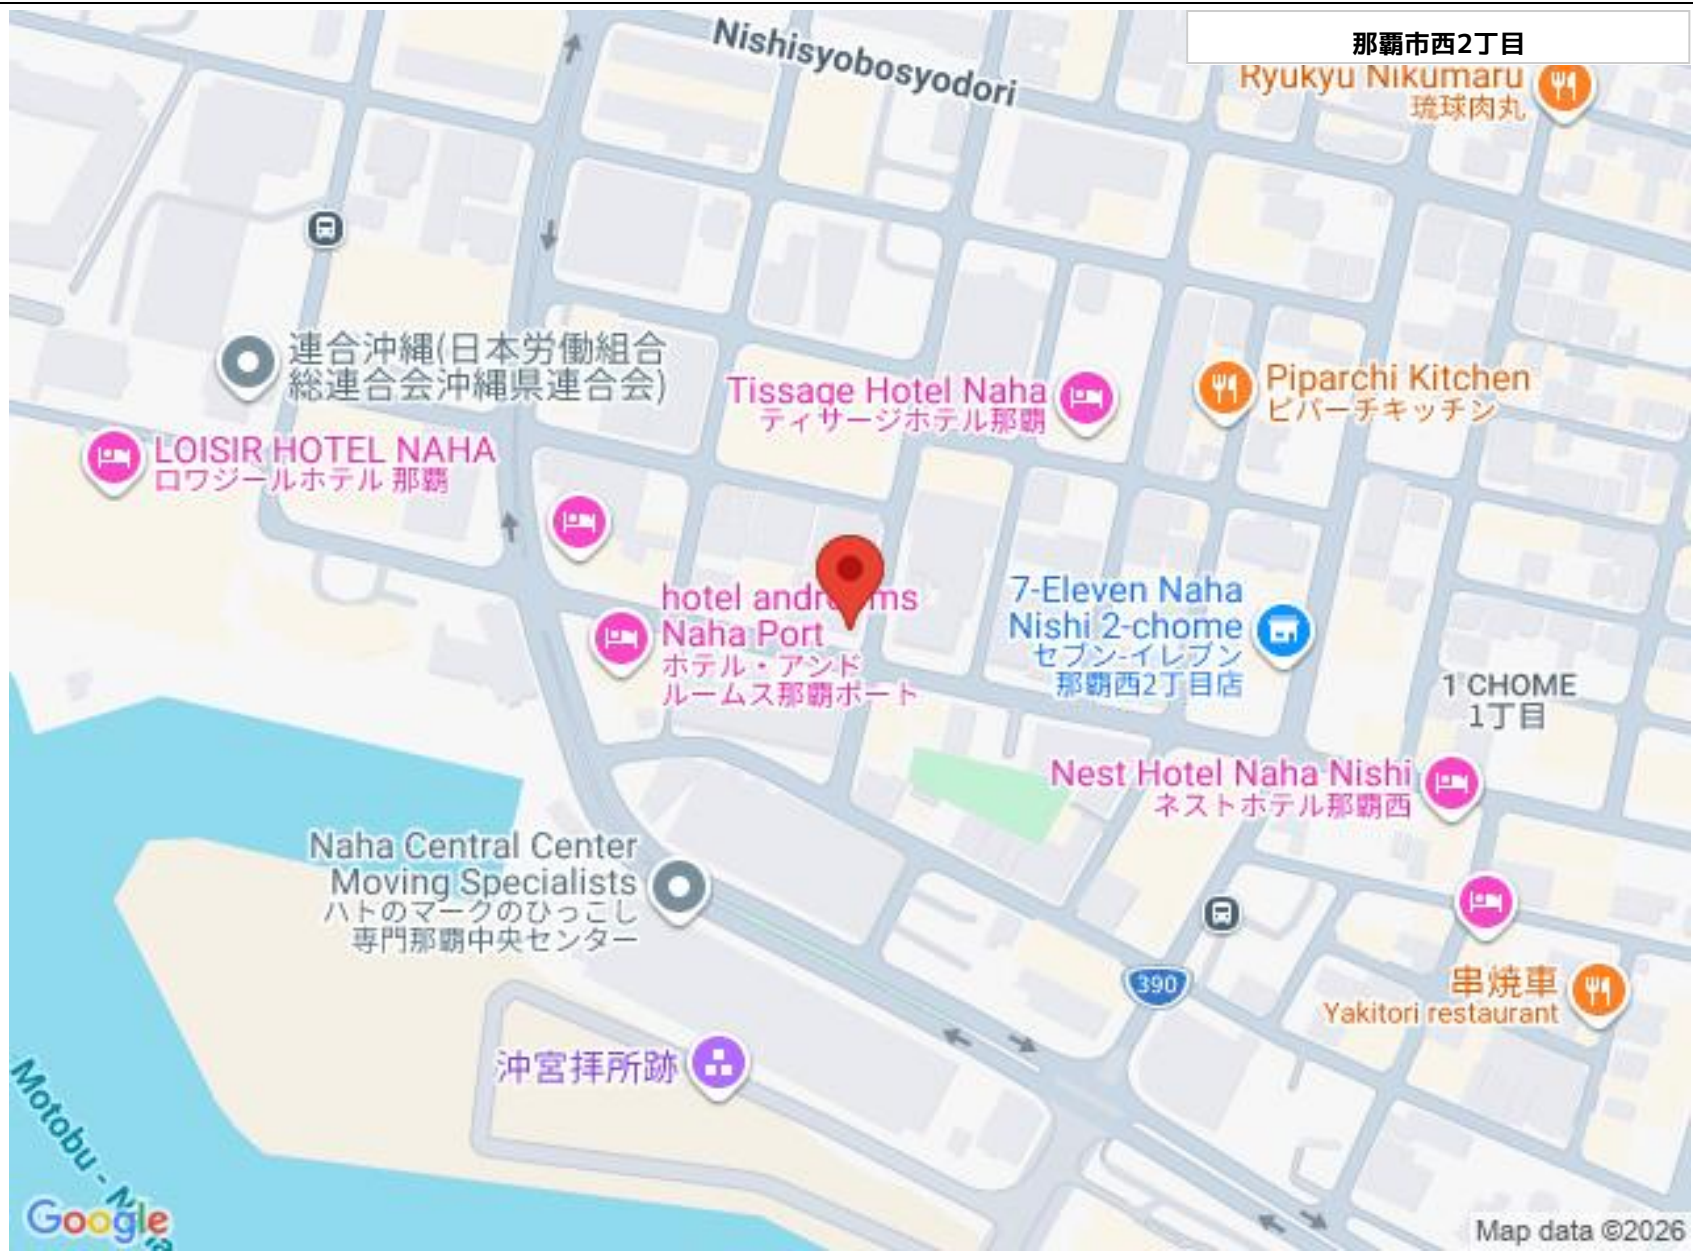 那覇市西2丁目
Nishisyobosyodori
Ryukyu Nikumaru
琉球肉丸
連合沖縄(日本労働組合
総連合会沖縄県連合会)
Tissage Hotel Naha
ティサージホテル那覇
Piparchi Kitchen
ピパーチキッチン
LOISIR HOTEL NAHA
ロワジールホテル 那覇
Naha Port
ホテル・アンド
ルームス那覇ポート
7-Eleven Naha
Nishi 2-chome
セブン-イレブン
那覇西2丁目店
1 CHOME
1丁目
Nest Hotel Naha Nishi
ネストホテル那覇西
Naha Central Center
Moving Specialists
ハトのマークのひっこし
専門那覇中央センター
390
串焼車
Yakitori restaurant
沖宮拝所跡
Motobu -
Google
Map data ©2026